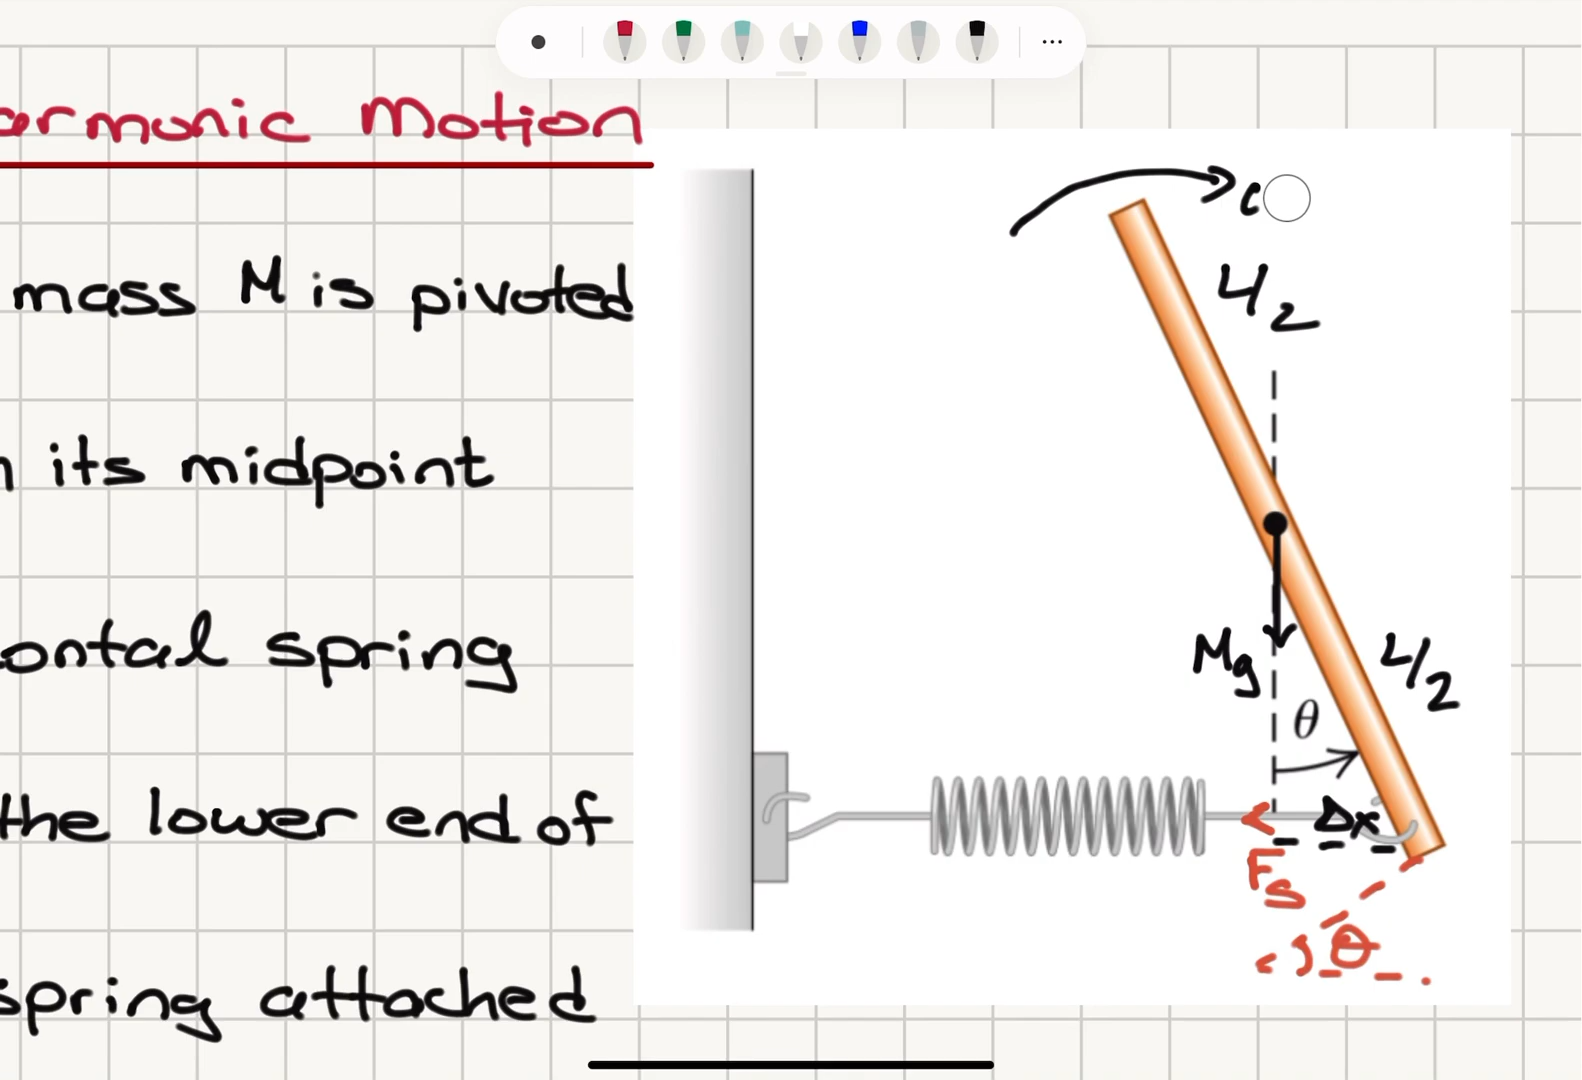 armonic Motion
mass M is pivoted
its midpoint
ontal spring
the lower end of
spring attached
L/2
Mg
L/2
θ
Δx
Fs
θ